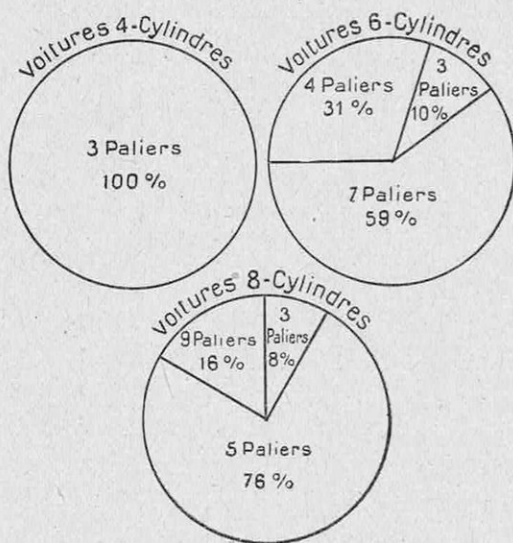 Voitures 4-Cylindres
3 Paliers
100 %
Voitures 6-Cylindres
4 Paliers
31 %
3
Paliers
10%
7 Paliers
59 %
Voitures 8-Cylindres
9 Paliers
16 %
3
Paliers
8%
5 Paliers
76 %